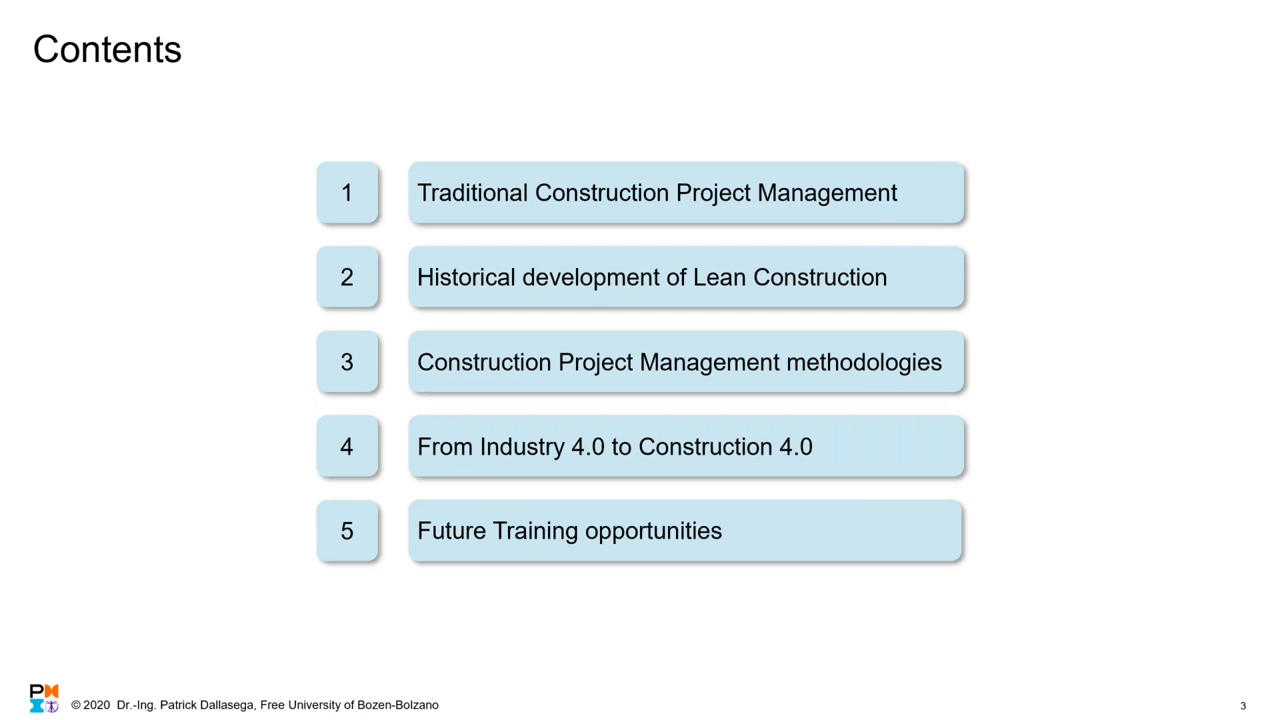 Contents
1 Traditional Construction Project Management
2 Historical development of Lean Construction
3 Construction Project Management methodologies
4 From Industry 4.0 to Construction 4.0
5 Future Training opportunities
© 2020 Dr.-Ing. Patrick Dallasega, Free University of Bozen-Bolzano
3